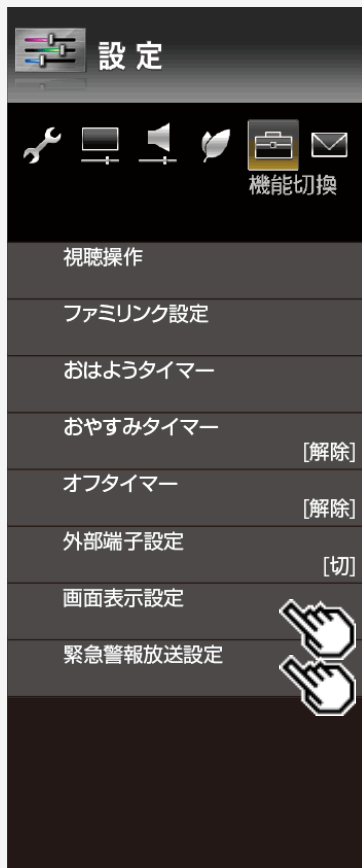 設定
機能切換
視聴操作
ファミリンク設定
おはようタイマー
おやすみタイマー
[解除]
オフタイマー
[解除]
外部端子設定
[切]
画面表示設定
緊急警報放送設定